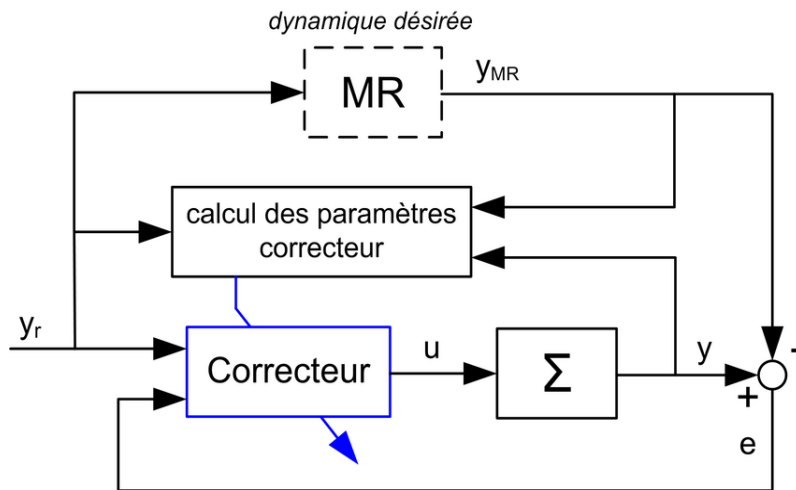 dynamique désirée
MR
yMR
calcul des paramètres
correcteur
yr
Correcteur
u
Σ
y
-
+
e